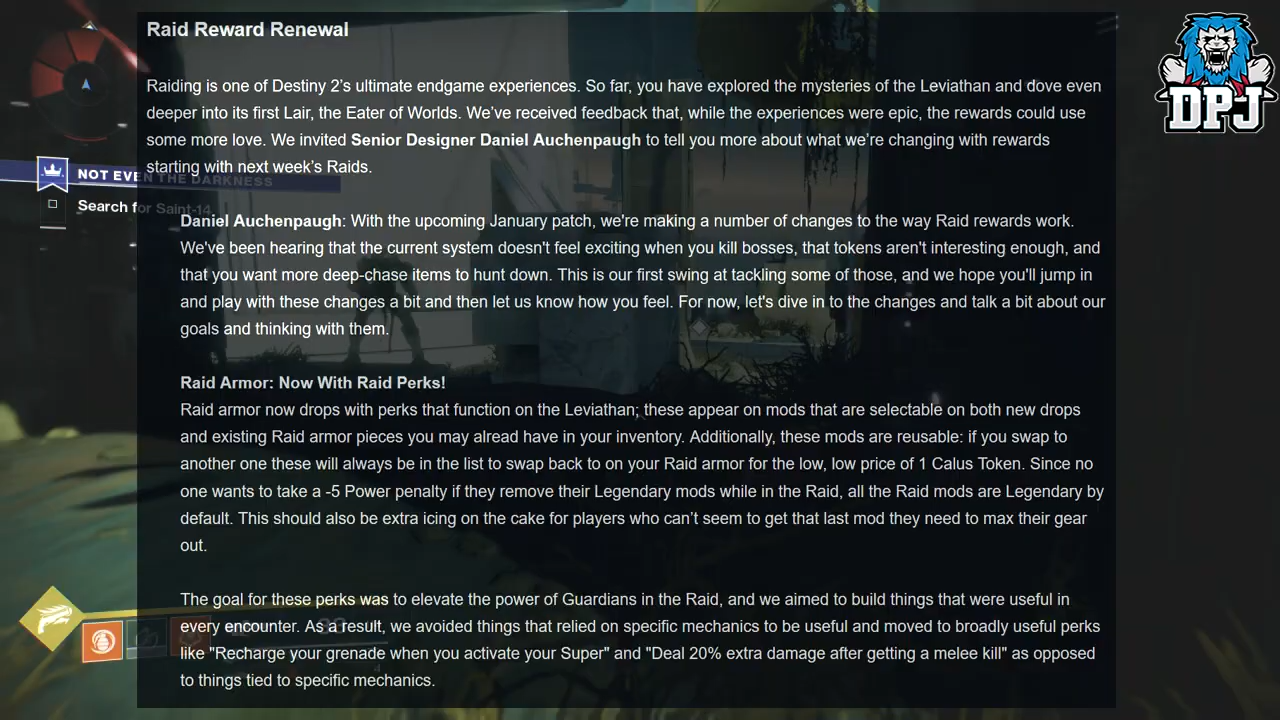 Raid Reward Renewal
Raiding is one of Destiny 2's ultimate endgame experiences. So far, you have explored the mysteries of the Leviathan and dove even
deeper into its first Lair, the Eater of Worlds. We've received feedback that, while the experiences were epic, the rewards could use
some more love. We invited Senior Designer Daniel Auchenpaugh to tell you more about what we're changing with rewards
starting with next week's Raids.
DPJ
NOT EVEN THE DARKNESS
Search for Saint-14
Daniel Auchenpaugh: With the upcoming January patch, we're making a number of changes to the way Raid rewards work.
We've been hearing that the current system doesn't feel exciting when you kill bosses, that tokens aren't interesting enough, and
that you want more deep-chase items to hunt down. This is our first swing at tackling some of those, and we hope you'll jump in
and play with these changes a bit and then let us know how you feel. For now, let's dive in to the changes and talk a bit about our
goals and thinking with them.
Raid Armor: Now With Raid Perks!
Raid armor now drops with perks that function on the Leviathan; these appear on mods that are selectable on both new drops
and existing Raid armor pieces you may alread have in your inventory. Additionally, these mods are reusable: if you swap to
another one these will always be in the list to swap back to on your Raid armor for the low, low price of 1 Calus Token. Since no
one wants to take a -5 Power penalty if they remove their Legendary mods while in the Raid, all the Raid mods are Legendary by
default. This should also be extra icing on the cake for players who can't seem to get that last mod they need to max their gear
out.
The goal for these perks was to elevate the power of Guardians in the Raid, and we aimed to build things that were useful in
every encounter. As a result, we avoided things that relied on specific mechanics to be useful and moved to broadly useful perks
like "Recharge your grenade when you activate your Super" and "Deal 20% extra damage after getting a melee kill" as opposed
to things tied to specific mechanics.